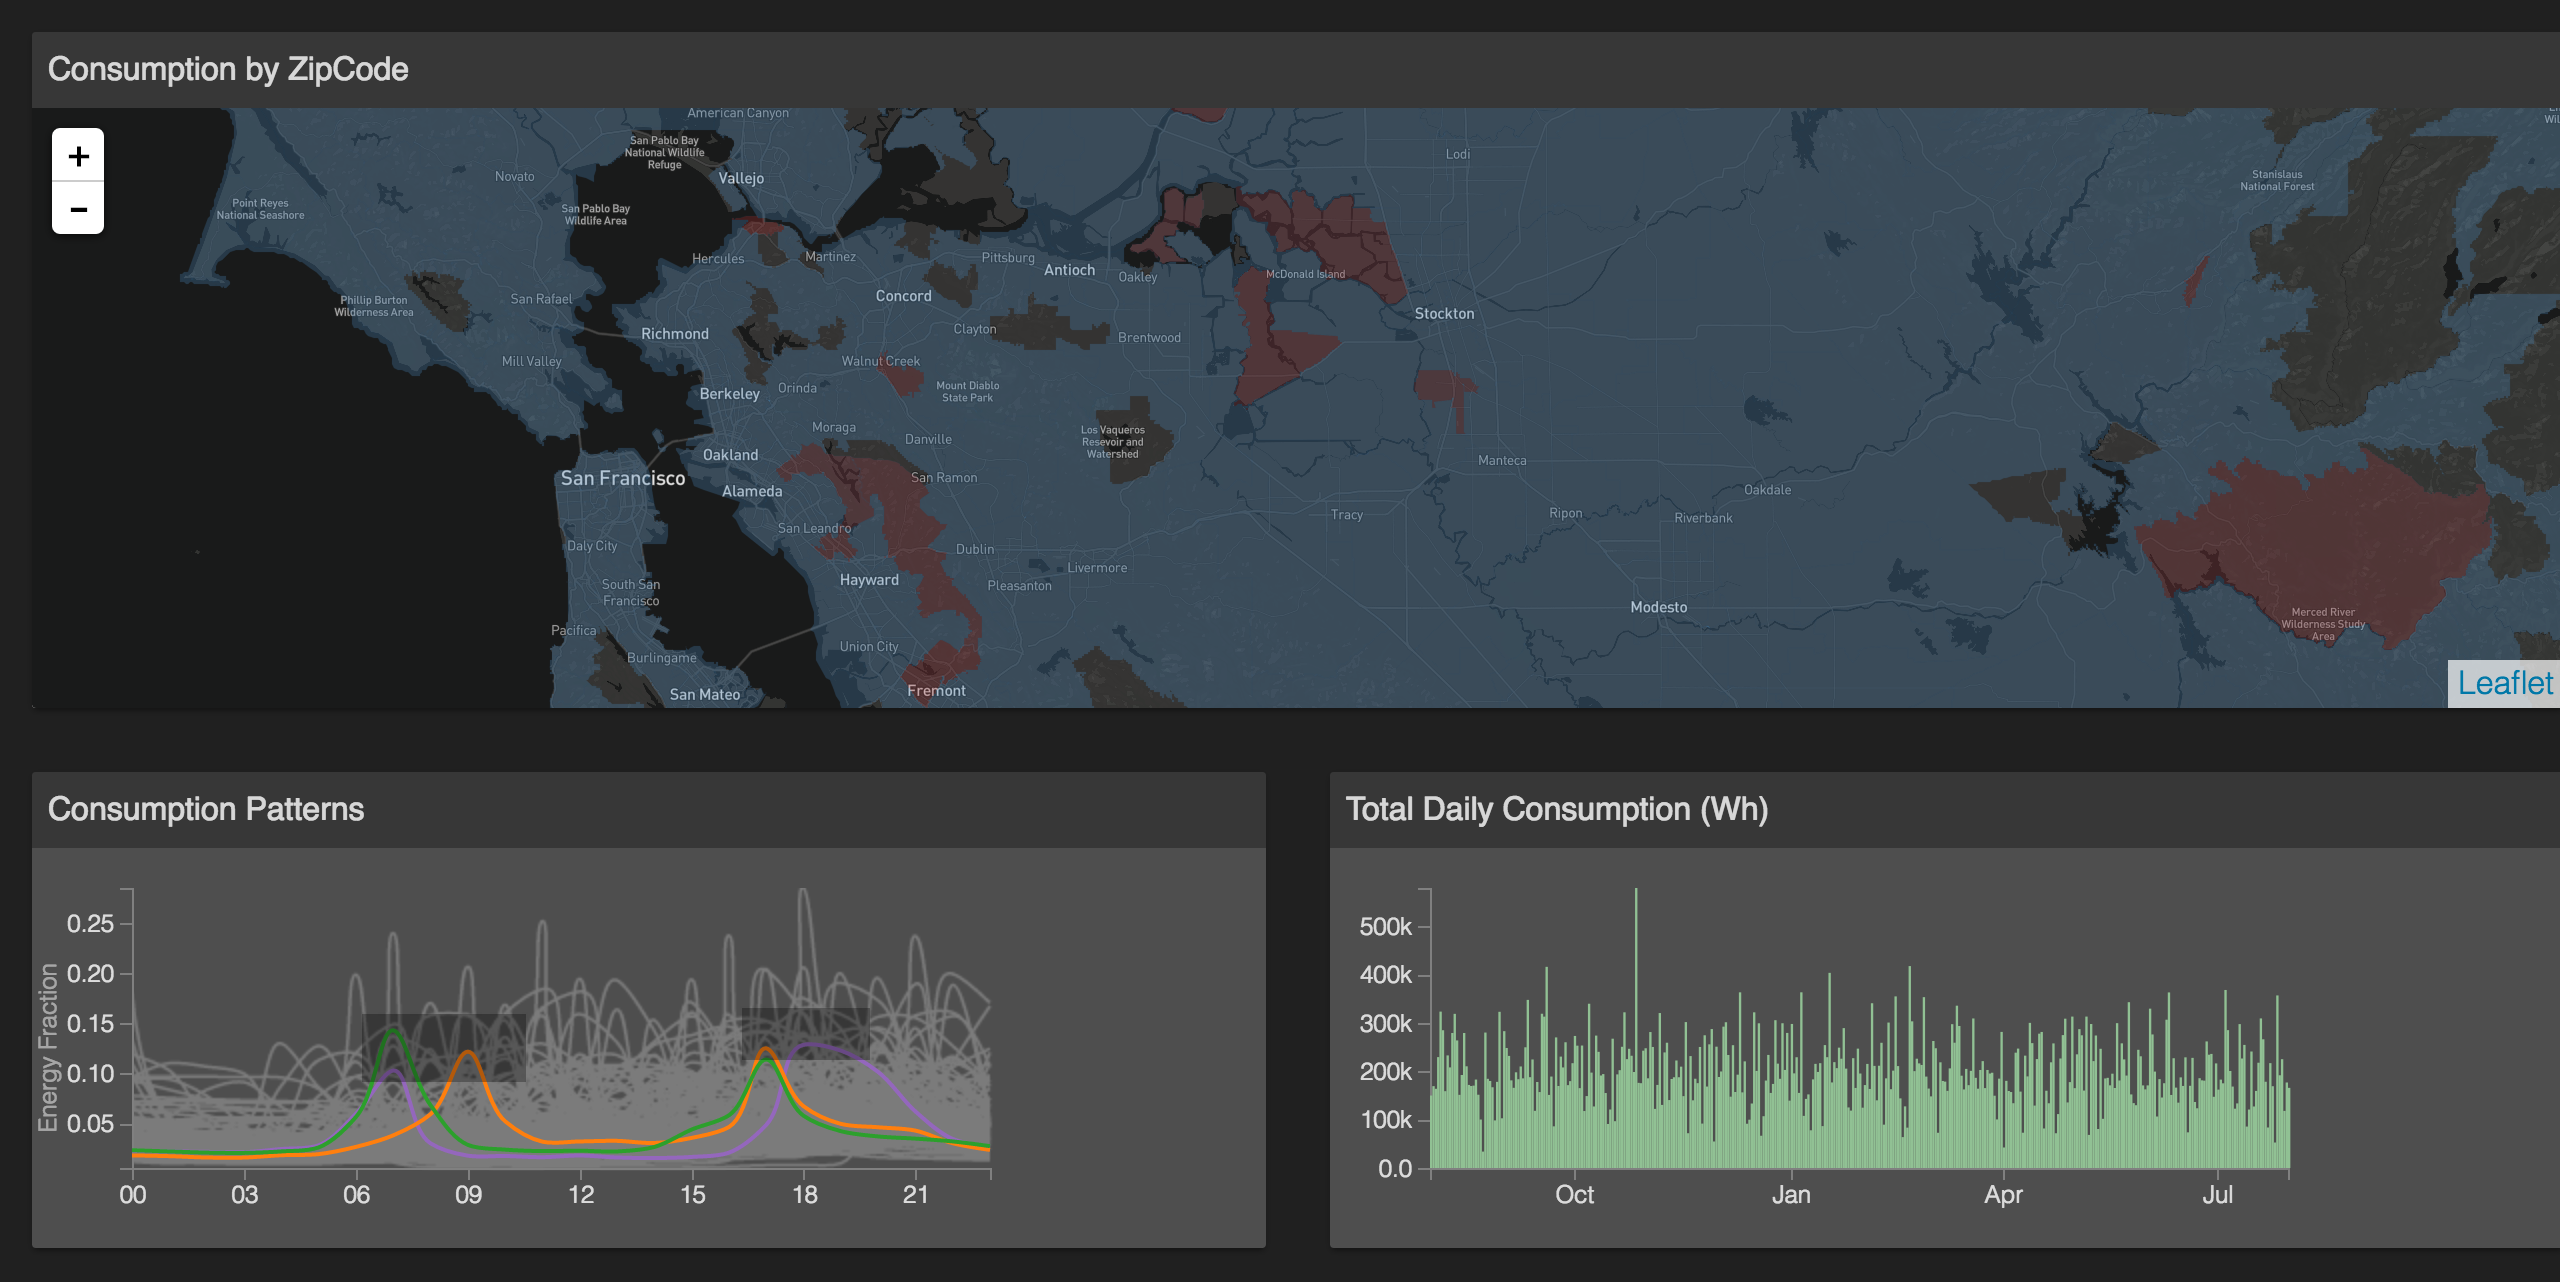 Consumption by ZipCode
+
−
American Canyon
San Pablo Bay
National Wildlife
Refuge
Lodi
Novato
Vallejo
Stanislaus
National Forest
Point Reyes
National Seashore
San Pablo Bay
Wildlife Area
Hercules
Martinez
Pittsburg
Antioch
Oakley
McDonald Island
Phillip Burton
Wilderness Area
San Rafael
Concord
Stockton
Richmond
Clayton
Brentwood
Mill Valley
Walnut Creek
Berkeley
Orinda
Mount Diablo
State Park
Moraga
Danville
Los Vaqueros
Resevoir and
Watershed
Oakland
Manteca
San Francisco
San Ramon
Alameda
Oakdale
San Leandro
Tracy
Ripon
Riverbank
Daly City
Dublin
Livermore
Hayward
Pleasanton
South San
Francisco
Modesto
Merced River
Wilderness Study
Area
Pacifica
Union City
Burlingame
San Mateo
Fremont
Leaflet
Consumption Patterns
Energy Fraction
0.25
0.20
0.15
0.10
0.05
00 03 06 09 12 15 18 21
Total Daily Consumption (Wh)
500k
400k
300k
200k
100k
0.0
Oct Jan Apr Jul